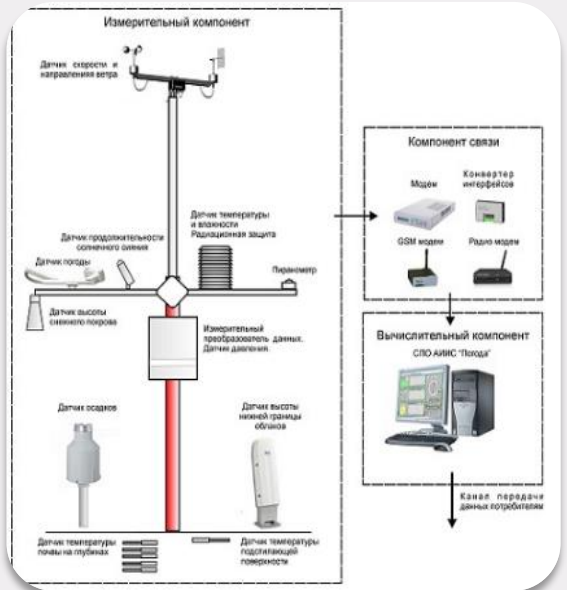 Измерительный компонент
Датчик скорости и
направления ветра
Датчик температуры
и влажности
Радиационная защита
Датчик продолжительности
солнечного сияния
Датчик погоды
Пиранометр
Датчик высоты
снежного покрова
Измерительный
преобразователь данных.
Датчик давления.
Датчик осадков
Датчик высоты
нижней границы
облаков
Датчик температуры
почвы на глубинах
Датчик температуры
подстилающей
поверхности
Компонент связи
Модем
Конвертер
интерфейсов
GSM модем
Радио модем
Вычислительный компонент
СПО АИИС "Погода"
Канал передачи
данных потребителям